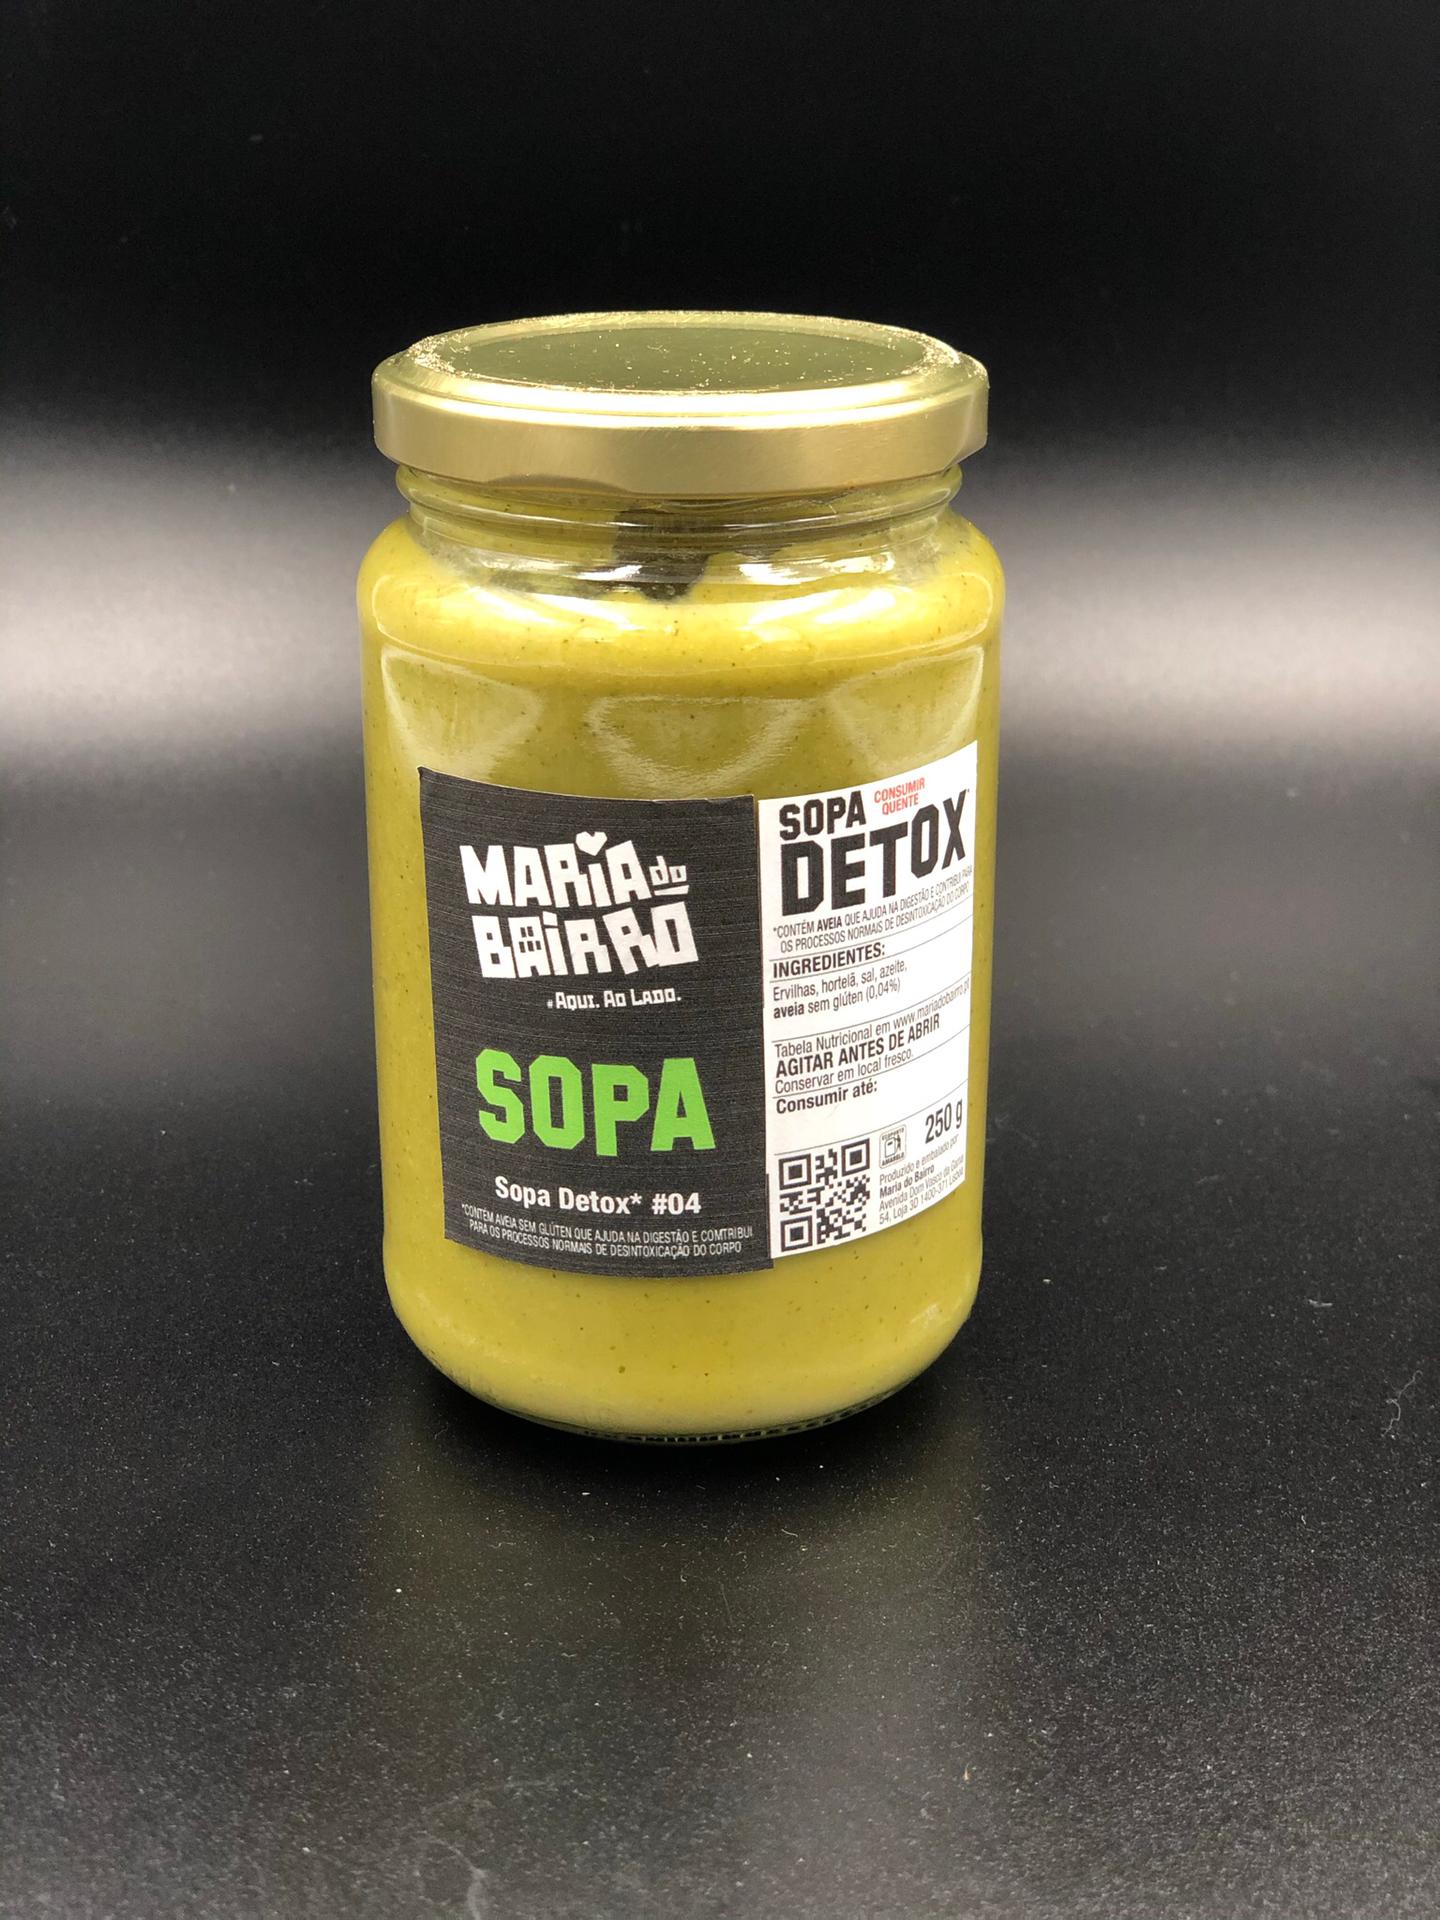 MARIA do
BAIRRO
#AQUI. AO LADO.
SOPA
Sopa Detox* #04
*CONTÉM AVEIA SEM GLÚTEN QUE AJUDA NA DIGESTÃO E COMTRIBUI
PARA OS PROCESSOS NORMAIS DE DESINTOXICAÇÃO DO CORPO
SOPA
CONSUMIR
QUENTE
DETOX*
*CONTÉM AVEIA QUE AJUDA NA DIGESTÃO E CONTRIBUI PARA
OS PROCESSOS NORMAIS DE DESINTOXICAÇÃO DO CORPO
INGREDIENTES:
Ervilhas, hortelã, sal, azeite,
aveia sem glúten (0,04%)
Tabela Nutricional em www.mariadobairro.pt
AGITAR ANTES DE ABRIR
Conservar em local fresco.
Consumir até:
250 g
AMARELO
Produzido e embalado por
Maria do Bairro
Avenida Dom Vasco da Gama
54, Loja 3D 1400-371 Lisboa